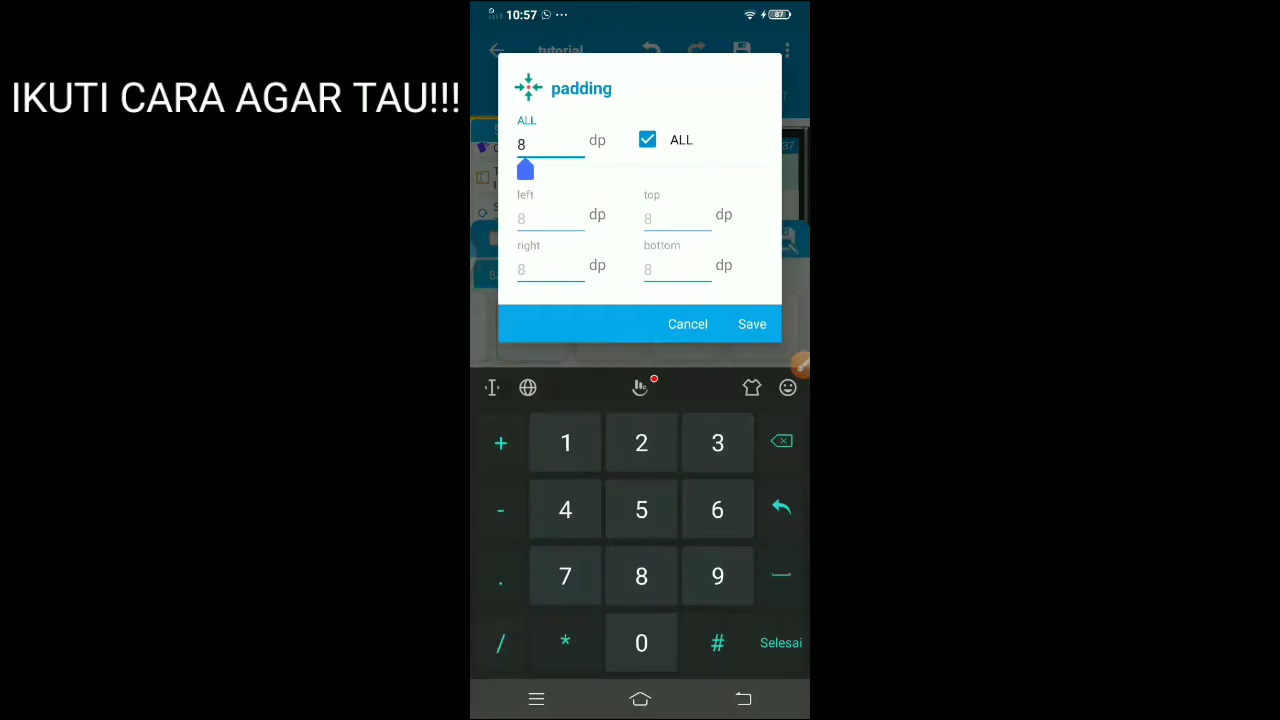 10:57
87
tutorial
IKUTI CARA AGAR TAU!!!
padding
ALL
8 dp ALL
left top
8 dp 8 dp
right bottom
8 dp 8 dp
Cancel Save
+ 1 2 3
- 4 5 6
. 7 8 9
/ * 0 # Selesai